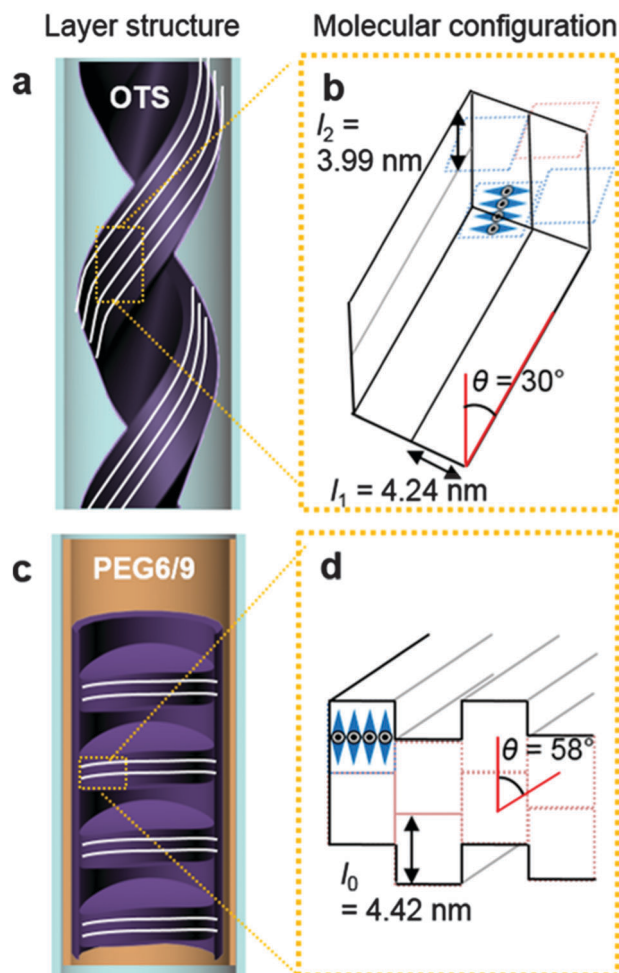 Layer structure
Molecular configuration
a
OTS
b
l2 =
3.99 nm
θ = 30°
l1 = 4.24 nm
c
PEG6/9
d
θ = 58°
l0
= 4.42 nm